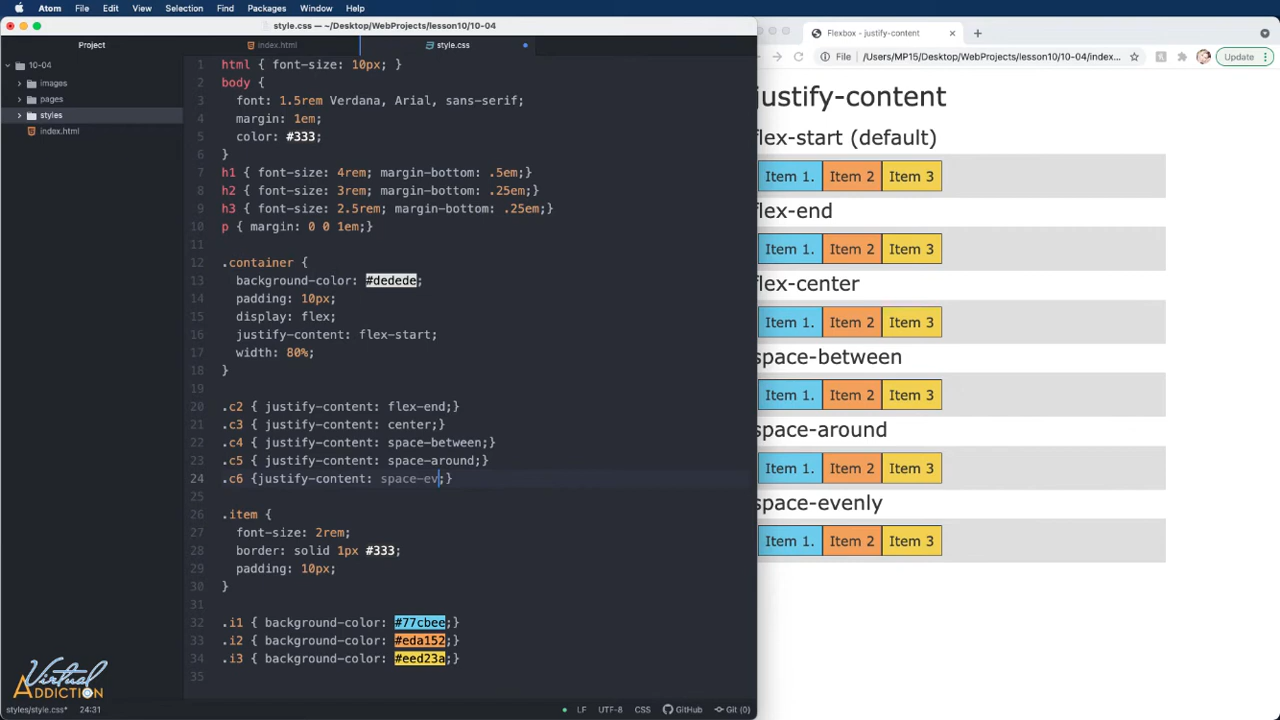 Atom File Edit View Selection Find Packages Window Help
style.css — ~/Desktop/WebProjects/lesson10/10-04
Project
index.html
style.css
10-04
images
pages
styles
index.html
1 html { font-size: 10px; }
2 body {
3 font: 1.5rem Verdana, Arial, sans-serif;
4 margin: 1em;
5 color: #333;
6 }
7 h1 { font-size: 4rem; margin-bottom: .5em;}
8 h2 { font-size: 3rem; margin-bottom: .25em;}
9 h3 { font-size: 2.5rem; margin-bottom: .25em;}
10 p { margin: 0 0 1em;}
11
12 .container {
13 background-color: #dedede;
14 padding: 10px;
15 display: flex;
16 justify-content: flex-start;
17 width: 80%;
18 }
19
20 .c2 { justify-content: flex-end;}
21 .c3 { justify-content: center;}
22 .c4 { justify-content: space-between;}
23 .c5 { justify-content: space-around;}
24 .c6 {justify-content: space-ev;}
25
26 .item {
27 font-size: 2rem;
28 border: solid 1px #333;
29 padding: 10px;
30 }
31
32 .i1 { background-color: #77cbee;}
33 .i2 { background-color: #eda152;}
34 .i3 { background-color: #eed23a;}
35
Virtual
ADDICTION
styles/style.css* 24:31
LF UTF-8 CSS GitHub Git (0)
Flexbox - justify-content
File /Users/MP15/Desktop/WebProjects/lesson10/10-04/index...
Update
justify-content
flex-start (default)
Item 1. Item 2 Item 3
flex-end
Item 1. Item 2 Item 3
flex-center
Item 1. Item 2 Item 3
space-between
Item 1. Item 2 Item 3
space-around
Item 1. Item 2 Item 3
space-evenly
Item 1. Item 2 Item 3